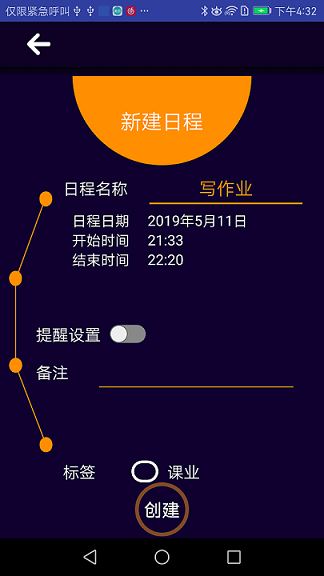 仅限紧急呼叫 ... 下午4:32
新建日程
日程名称 写作业
日程日期 2019年5月11日
开始时间 21:33
结束时间 22:20
提醒设置
备注
标签 课业
创建